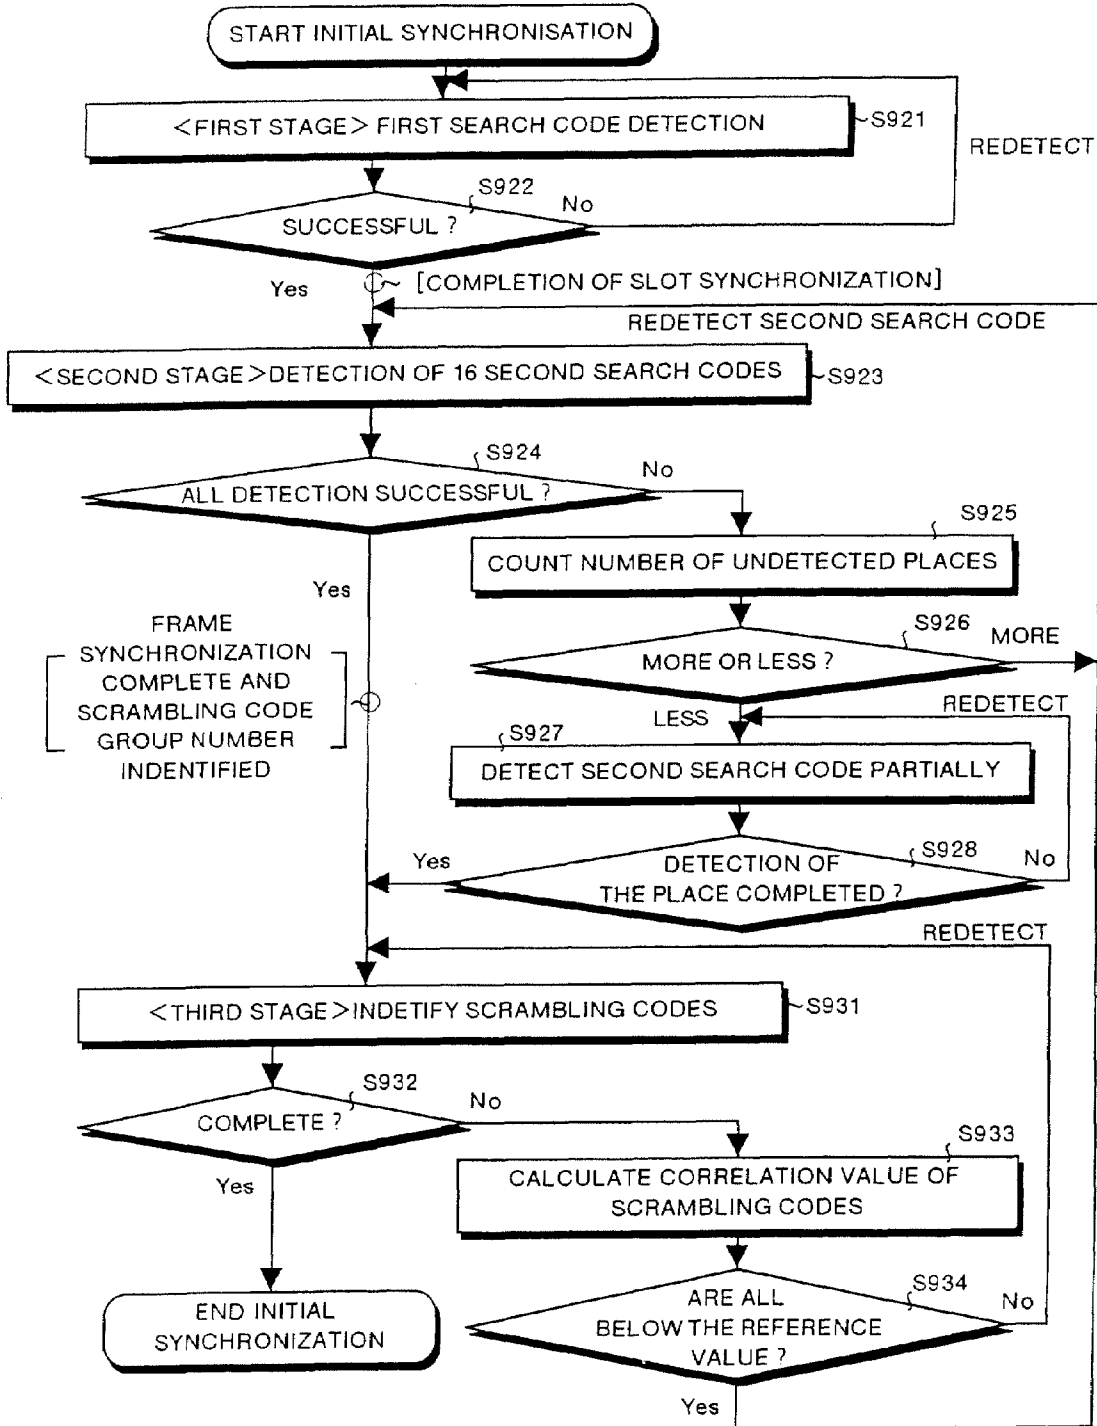 START INITIAL SYNCHRONISATION
<FIRST STAGE> FIRST SEARCH CODE DETECTION
S921
REDETECT
S922
SUCCESSFUL ?
No
Yes
[COMPLETION OF SLOT SYNCHRONIZATION]
REDETECT SECOND SEARCH CODE
<SECOND STAGE> DETECTION OF 16 SECOND SEARCH CODES
S923
S924
ALL DETECTION SUCCESSFUL ?
No
S925
COUNT NUMBER OF UNDETECTED PLACES
Yes
FRAME
SYNCHRONIZATION
COMPLETE AND
SCRAMBLING CODE
GROUP NUMBER
INDENTIFIED
S926
MORE OR LESS ?
MORE
LESS
REDETECT
S927
DETECT SECOND SEARCH CODE PARTIALLY
S928
DETECTION OF
THE PLACE COMPLETED ?
Yes
No
REDETECT
<THIRD STAGE> INDETIFY SCRAMBLING CODES
S931
S932
COMPLETE ?
No
Yes
S933
CALCULATE CORRELATION VALUE OF
SCRAMBLING CODES
S934
ARE ALL
BELOW THE REFERENCE
VALUE ?
No
Yes
END INITIAL
SYNCHRONIZATION